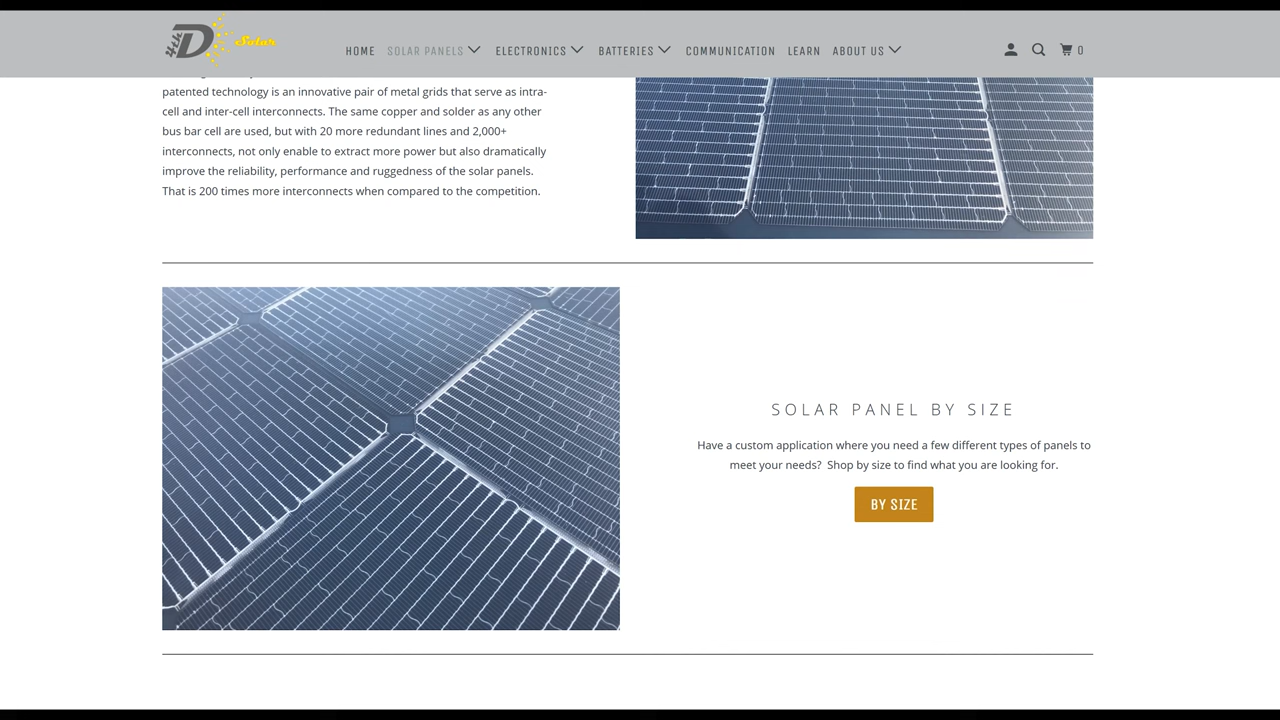 D Solar
HOME SOLAR PANELS ELECTRONICS BATTERIES COMMUNICATION LEARN ABOUT US 0
patented technology is an innovative pair of metal grids that serve as intra-
cell and inter-cell interconnects. The same copper and solder as any other
bus bar cell are used, but with 20 more redundant lines and 2,000+
interconnects, not only enable to extract more power but also dramatically
improve the reliability, performance and ruggedness of the solar panels.
That is 200 times more interconnects when compared to the competition.
SOLAR PANEL BY SIZE
Have a custom application where you need a few different types of panels to
meet your needs?  Shop by size to find what you are looking for.
BY SIZE